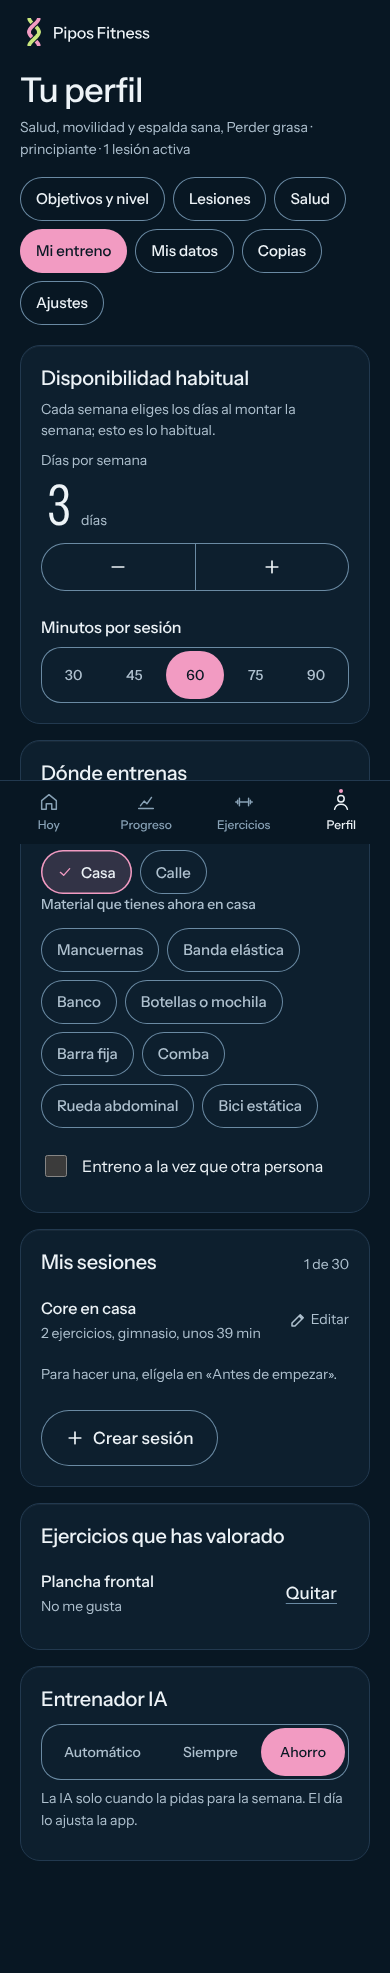 Pipos Fitness
Tu perfil
Salud, movilidad y espalda sana, Perder grasa ·
principiante · 1 lesión activa
Objetivos y nivel
Lesiones
Salud
Mi entreno
Mis datos
Copias
Ajustes
Disponibilidad habitual
Cada semana eliges los días al montar la
semana; esto es lo habitual.
Días por semana
3 días
Minutos por sesión
30 45 60 75 90
Dónde entrenas
Hoy
Progreso
Ejercicios
Perfil
Casa
Calle
Material que tienes ahora en casa
Mancuernas
Banda elástica
Banco
Botellas o mochila
Barra fija
Comba
Rueda abdominal
Bici estática
Entreno a la vez que otra persona
Mis sesiones
1 de 30
Core en casa
2 ejercicios, gimnasio, unos 39 min
Editar
Para hacer una, elígela en «Antes de empezar».
+ Crear sesión
Ejercicios que has valorado
Plancha frontal
No me gusta
Quitar
Entrenador IA
Automático
Siempre
Ahorro
La IA solo cuando la pidas para la semana. El día
lo ajusta la app.